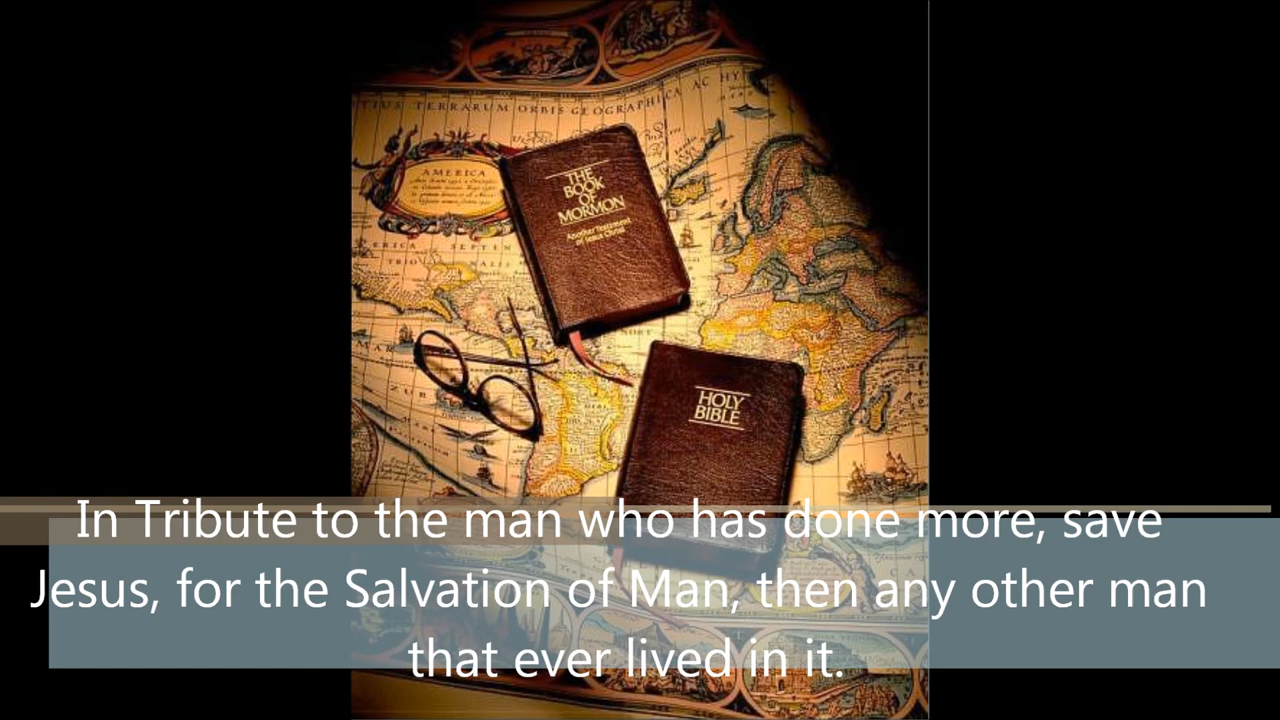 TIUS TERRARUM ORBIS GEOGRAPHICA AC HY
AMERICA
THE
BOOK
OF
MORMON
Another Testament
of Jesus Christ
HOLY
BIBLE
In Tribute to the man who has done more, save
Jesus, for the Salvation of Man, then any other man
that ever lived in it.